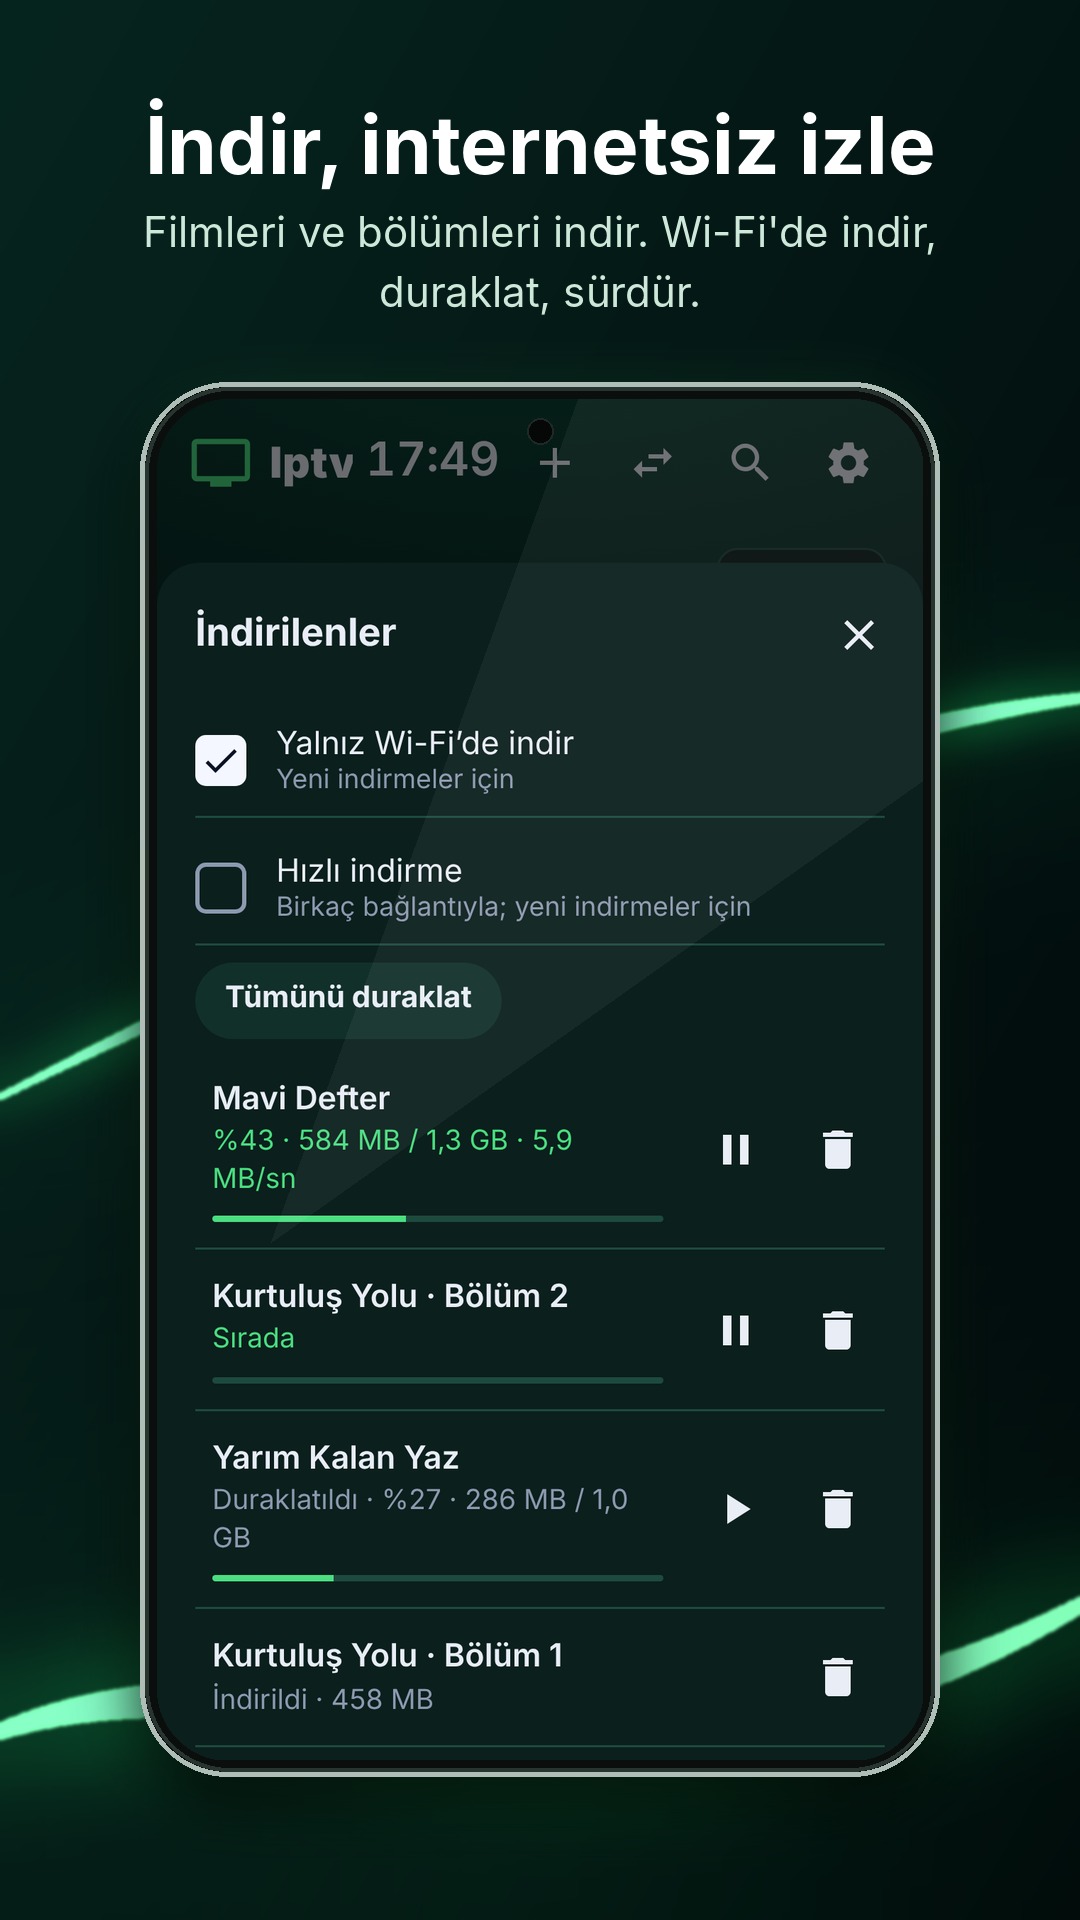 İndir, internetsiz izle
Filmleri ve bölümleri indir. Wi-Fi'de indir,
duraklat, sürdür.
Iptv 17:49
İndirilenler
Yalnız Wi-Fi’de indir
Yeni indirmeler için
Hızlı indirme
Birkaç bağlantıyla; yeni indirmeler için
Tümünü duraklat
Mavi Defter
%43 · 584 MB / 1,3 GB · 5,9
MB/sn
Kurtuluş Yolu · Bölüm 2
Sırada
Yarım Kalan Yaz
Duraklatıldı · %27 · 286 MB / 1,0
GB
Kurtuluş Yolu · Bölüm 1
İndirildi · 458 MB